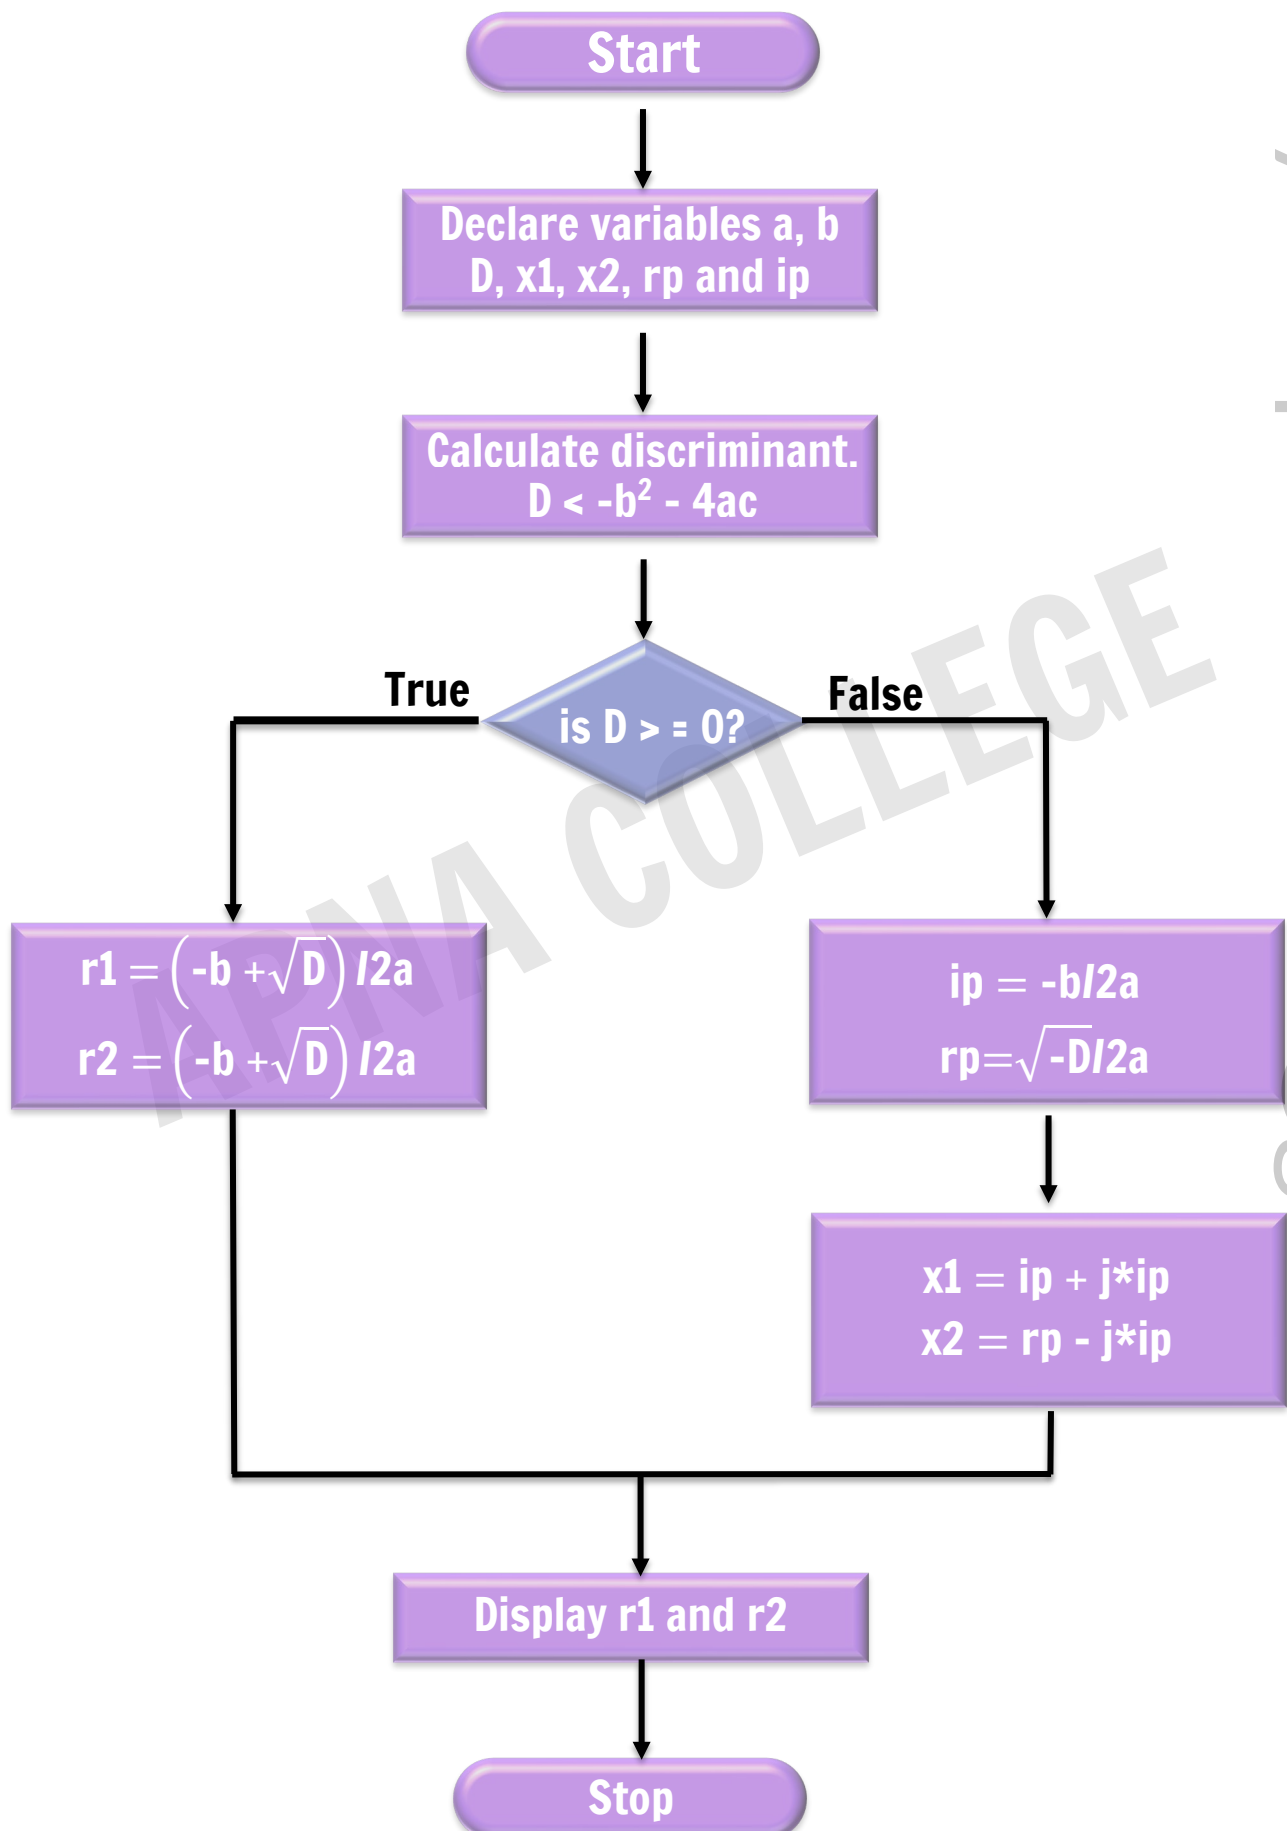 Start
Declare variables a, b
D, x1, x2, rp and ip
Calculate discriminant.
D < -b² - 4ac
True
is D > = 0?
False
r1 = (-b +√D) /2a
r2 = (-b +√D) /2a
ip = -b/2a
rp=√-D/2a
x1 = ip + j*ip
x2 = rp - j*ip
Display r1 and r2
Stop
APNA COLLEGE